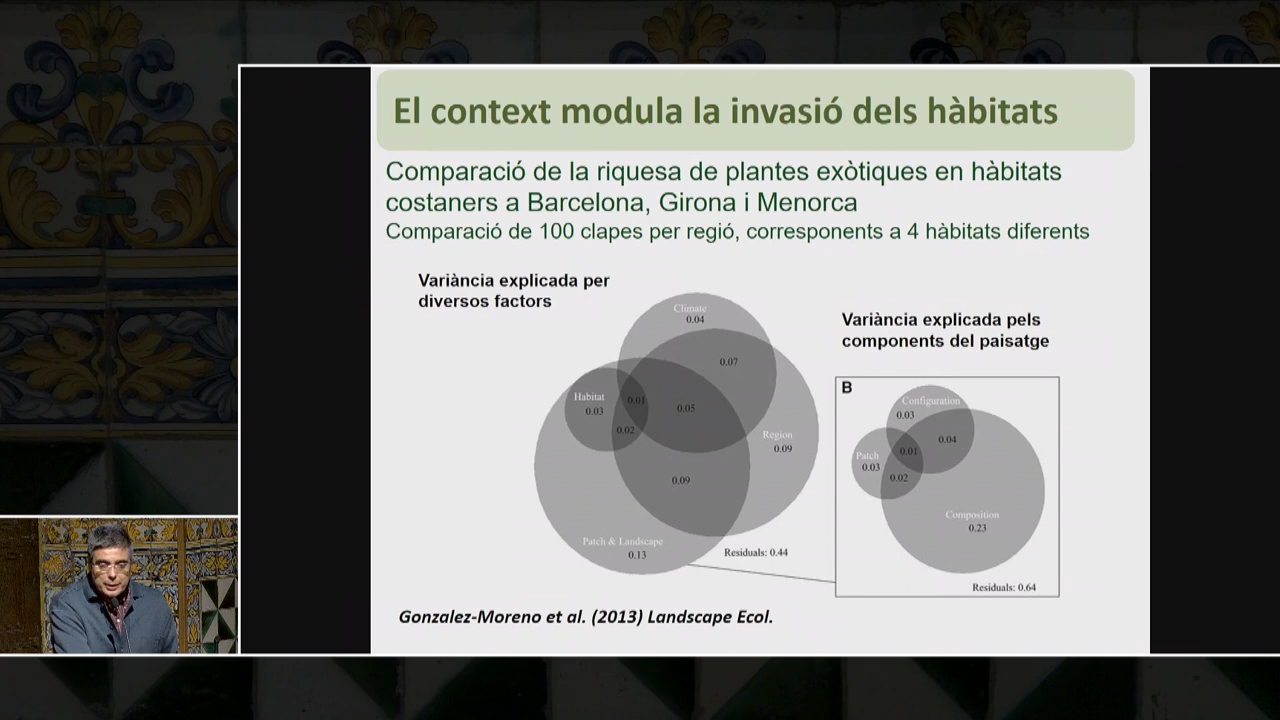 El context modula la invasió dels hàbitats
Comparació de la riquesa de plantes exòtiques en hàbitats
costaners a Barcelona, Girona i Menorca
Comparació de 100 clapes per regió, corresponents a 4 hàbitats diferents
Variància explicada per
diversos factors
Climate
0.04
0.07
Habitat
0.03
0.01
0.05
0.02
Region
0.09
0.09
Patch & Landscape
0.13
Residuals: 0.44
Variància explicada pels
components del paisatge
B
Configuration
0.03
0.04
Patch
0.03
0.01
0.02
Composition
0.23
Residuals: 0.64
Gonzalez-Moreno et al. (2013) Landscape Ecol.